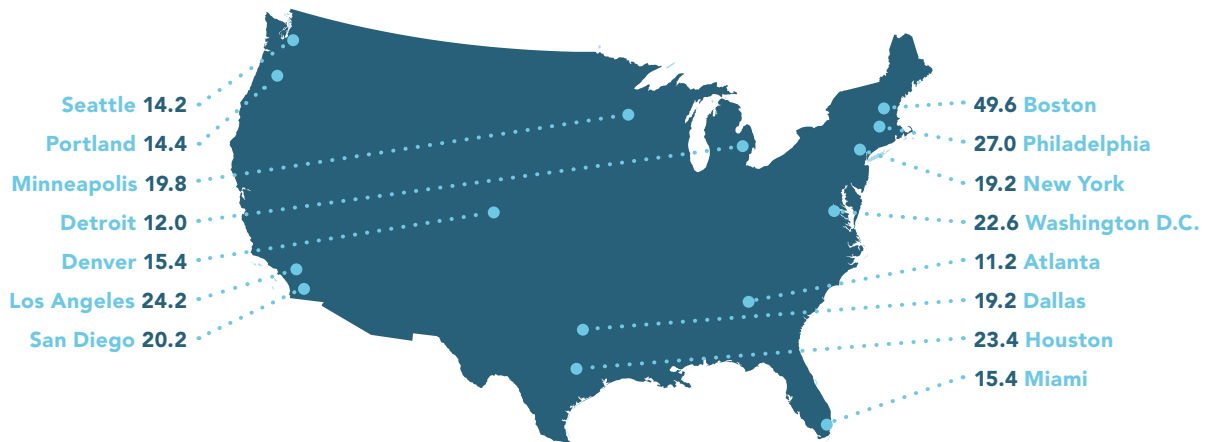 Seattle 14.2
Portland 14.4
Minneapolis 19.8
Detroit 12.0
Denver 15.4
Los Angeles 24.2
San Diego 20.2
49.6 Boston
27.0 Philadelphia
19.2 New York
22.6 Washington D.C.
11.2 Atlanta
19.2 Dallas
23.4 Houston
15.4 Miami